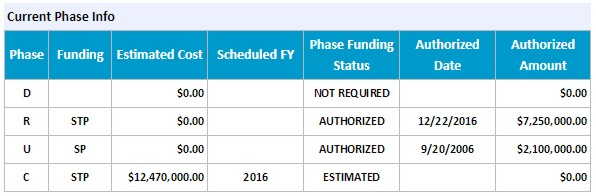 Current Phase Info
Phase Funding Estimated Cost Scheduled FY Phase Funding Status Authorized Date Authorized Amount
D $0.00 NOT REQUIRED $0.00
R STP $0.00 AUTHORIZED 12/22/2016 $7,250,000.00
U SP $0.00 AUTHORIZED 9/20/2006 $2,100,000.00
C STP $12,470,000.00 2016 ESTIMATED $0.00